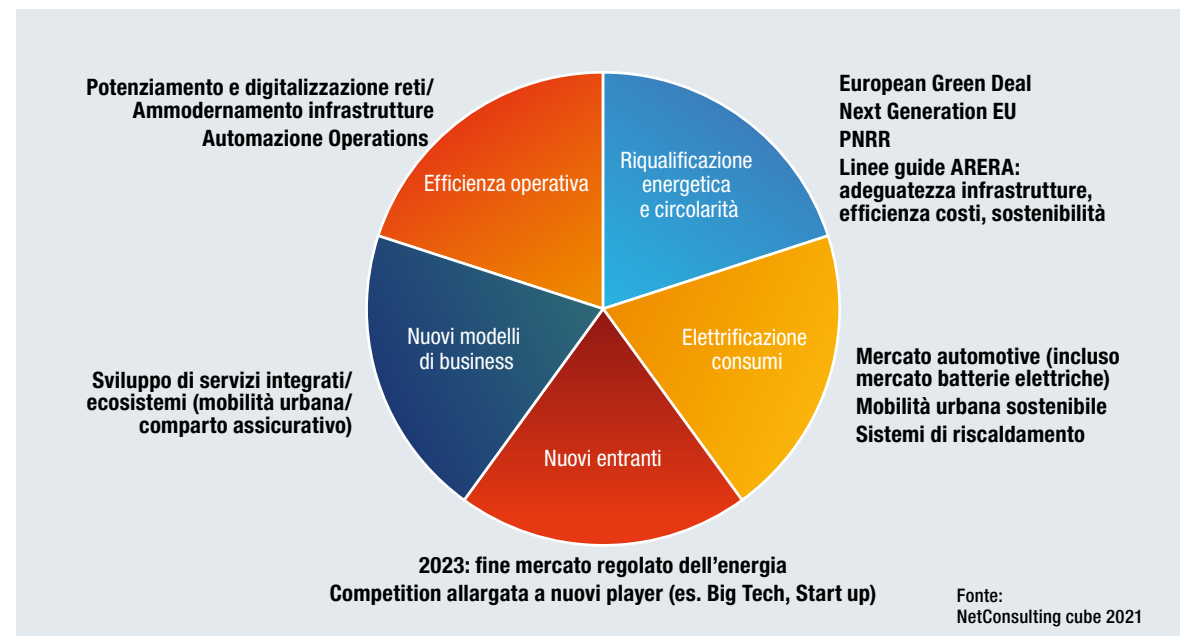 Potenziamento e digitalizzazione reti/
Ammodernamento infrastrutture
Automazione Operations
Efficienza operativa
Riqualificazione
energetica
e circolarità
European Green Deal
Next Generation EU
PNRR
Linee guide ARERA:
adeguatezza infrastrutture,
efficienza costi, sostenibilità
Sviluppo di servizi integrati/
ecosistemi (mobilità urbana/
comparto assicurativo)
Nuovi modelli
di business
Elettrificazione
consumi
Mercato automotive (incluso
mercato batterie elettriche)
Mobilità urbana sostenibile
Sistemi di riscaldamento
Nuovi entranti
2023: fine mercato regolato dell’energia
Competition allargata a nuovi player (es. Big Tech, Start up)
Fonte:
NetConsulting cube 2021